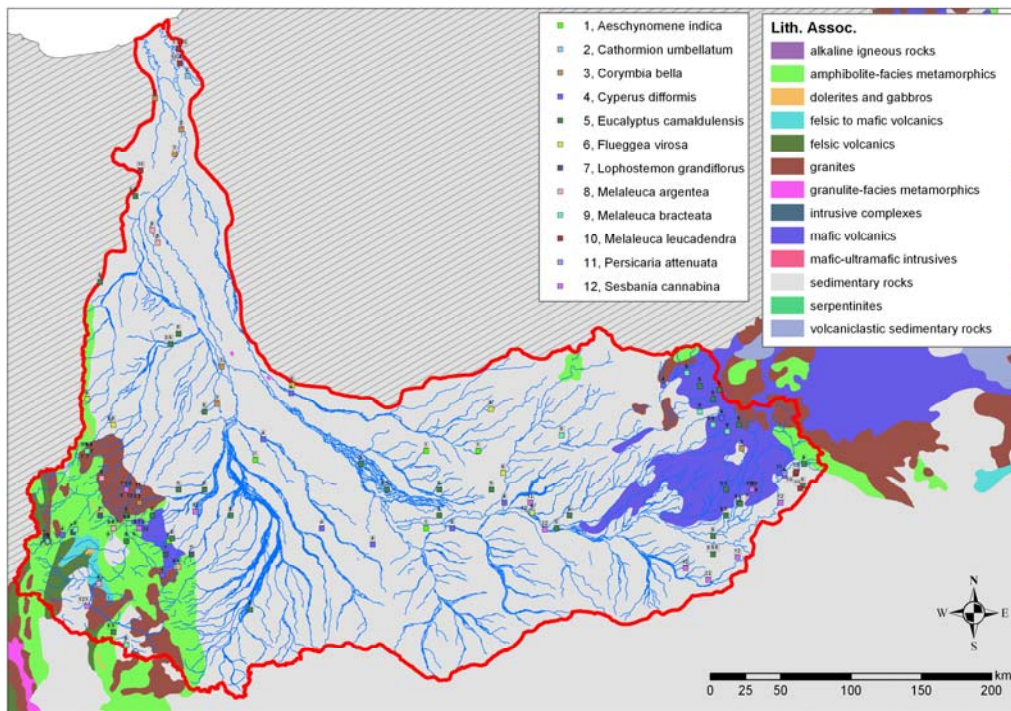 1, Aeschynomene indica
2, Cathormion umbellatum
3, Corymbia bella
4, Cyperus difformis
5, Eucalyptus camaldulensis
6, Flueggea virosa
7, Lophostemon grandiflorus
8, Melaleuca argentea
9, Melaleuca bracteata
10, Melaleuca leucadendra
11, Persicaria attenuata
12, Sesbania cannabina
Lith. Assoc.
alkaline igneous rocks
amphibolite-facies metamorphics
dolerites and gabbros
felsic to mafic volcanics
felsic volcanics
granites
granulite-facies metamorphics
intrusive complexes
mafic volcanics
mafic-ultramafic intrusives
sedimentary rocks
serpentinites
volcaniclastic sedimentary rocks
N
W E
S
km
0 25 50 100 150 200